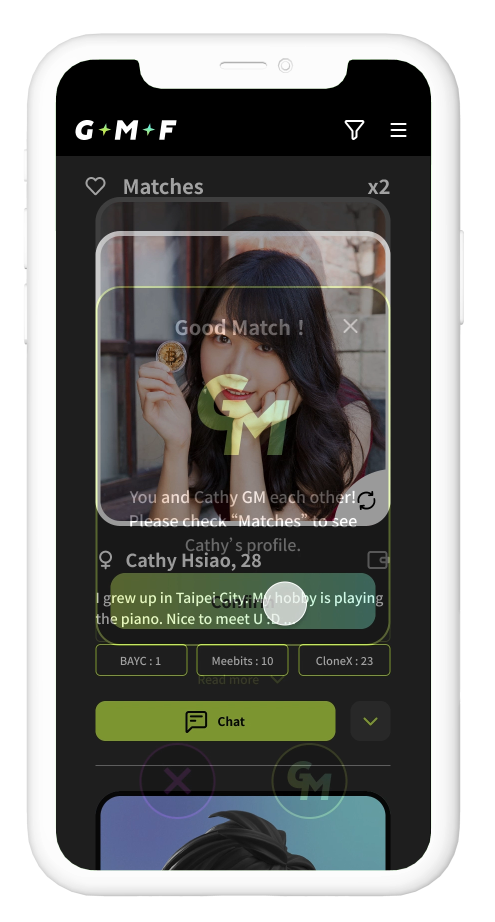 G M F
Matches x2
Good Match !
B
GM
You and Cathy GM each other!
Please check “Matches” to see
Cathy’s profile.
Cathy Hsiao, 28
Confirm
I grew up in Taipei City. My hobby is playing
the piano. Nice to meet U :D ...
BAYC : 1 Meebits : 10 CloneX : 23
Read more
Chat
GM